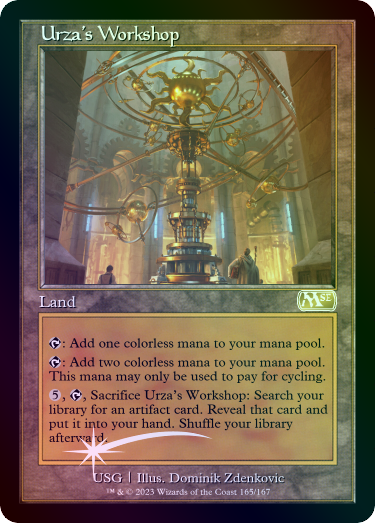 Urza's Workshop
Land
MSE
: Add one colorless mana to your mana pool.
: Add two colorless mana to your mana pool.
This mana may only be used to pay for cycling.
5, , Sacrifice Urza's Workshop: Search your
library for an artifact card. Reveal that card and
put it into your hand. Shuffle your library
afterward.
USG | Illus. Dominik Zdenkovic
™ & © 2023 Wizards of the Coast 165/167